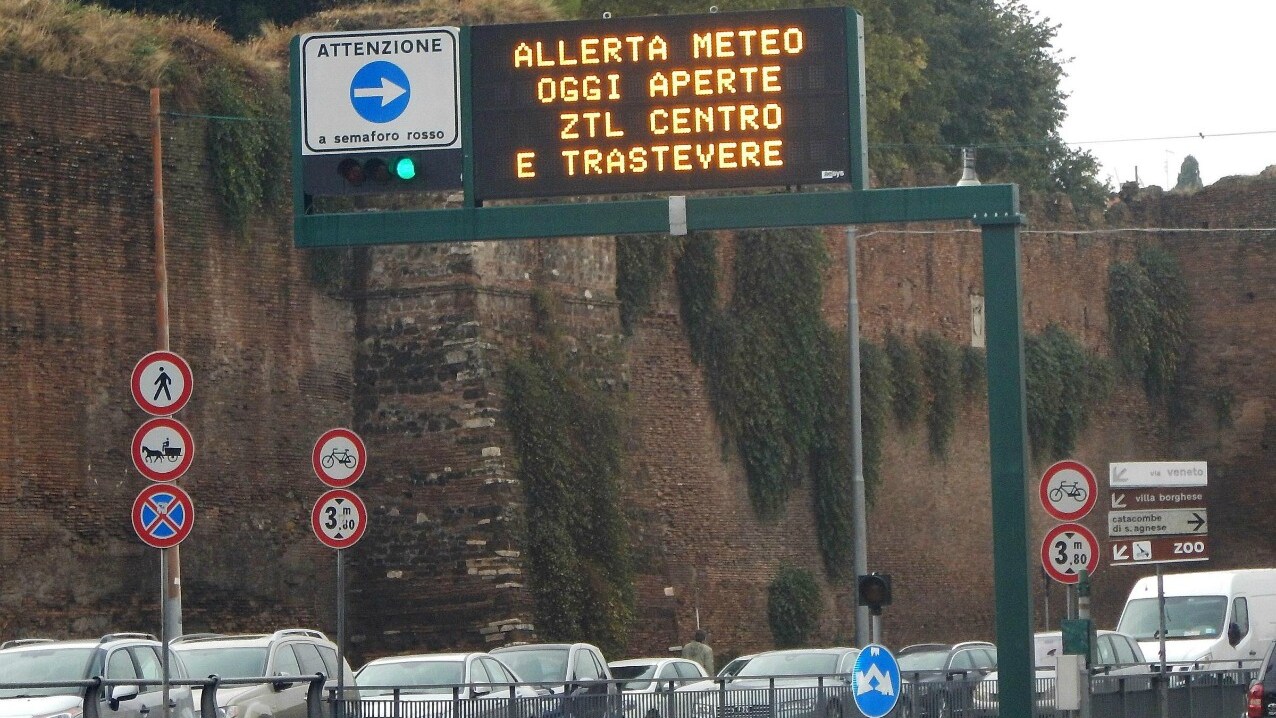 ATTENZIONE
a semaforo rosso
ALLERTA METEO
OGGI APERTE
ZTL CENTRO
E TRASTEVERE
3 m ,80
3 m ,80
via veneto
villa borghese
catacombe
di s. agnese
ZOO